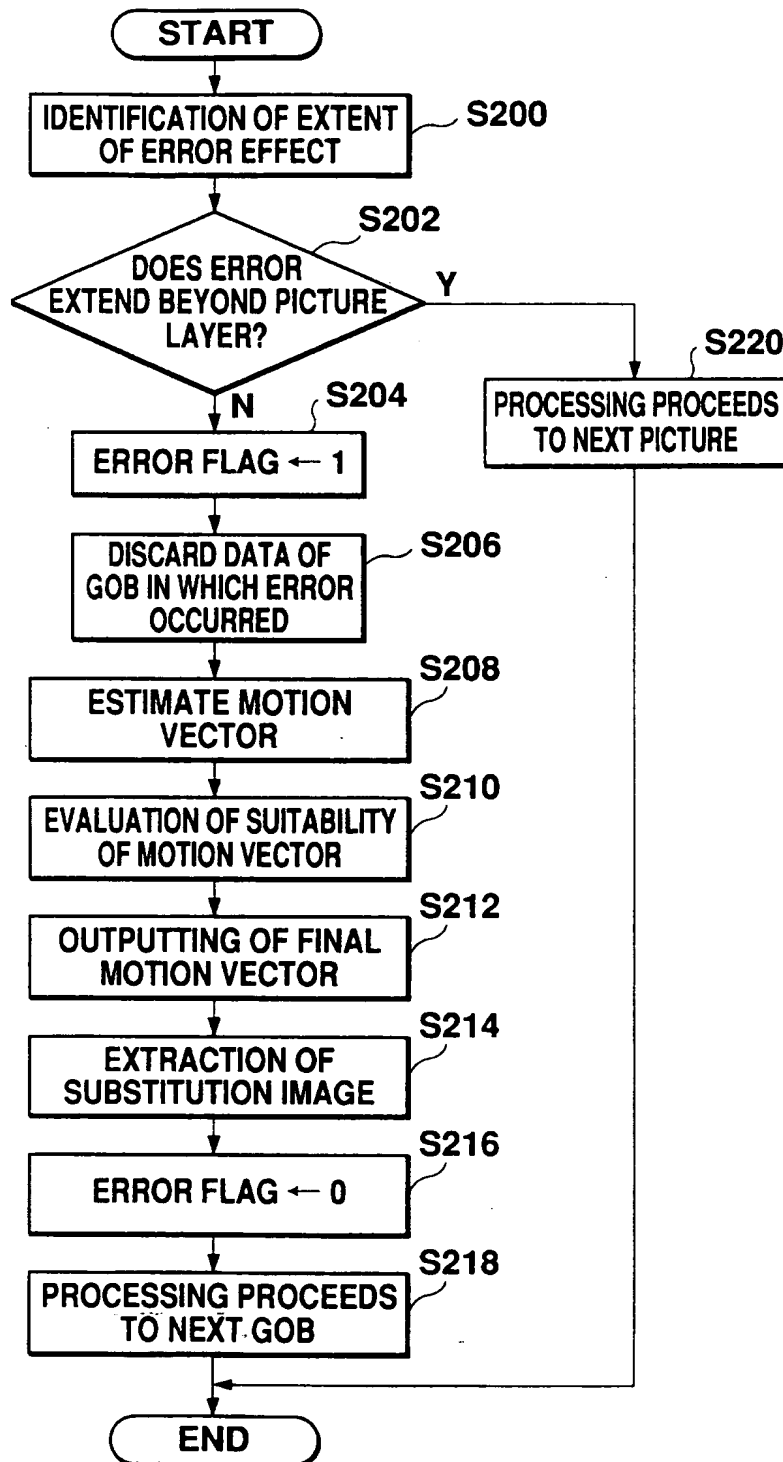 START
IDENTIFICATION OF EXTENT
OF ERROR EFFECT
S200
S202
DOES ERROR
EXTEND BEYOND PICTURE
LAYER?
Y
N
S220
PROCESSING PROCEEDS
TO NEXT PICTURE
S204
ERROR FLAG ← 1
S206
DISCARD DATA OF
GOB IN WHICH ERROR
OCCURRED
S208
ESTIMATE MOTION
VECTOR
S210
EVALUATION OF SUITABILITY
OF MOTION VECTOR
S212
OUTPUTTING OF FINAL
MOTION VECTOR
S214
EXTRACTION OF
SUBSTITUTION IMAGE
S216
ERROR FLAG ← 0
S218
PROCESSING PROCEEDS
TO NEXT GOB
END